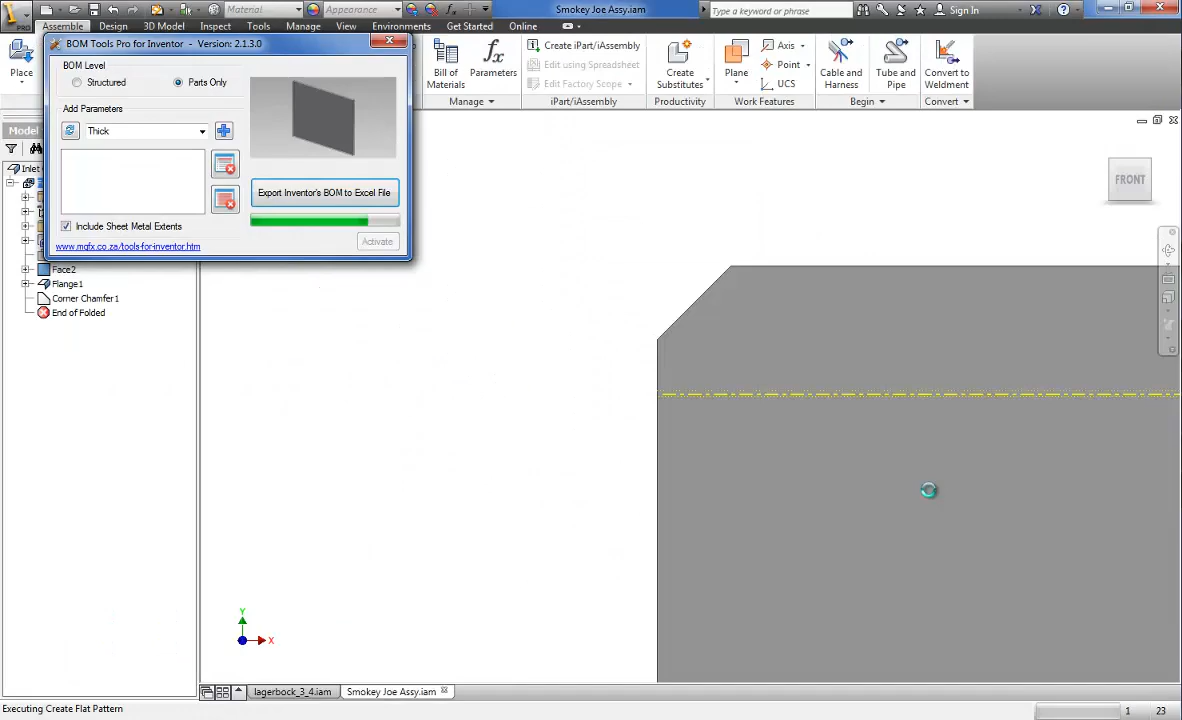 Material
Appearance
Smokey Joe Assy.iam
Type a keyword or phrase
Sign In
PRO
Assemble
Design
3D Model
Inspect
Tools
Manage
View
Environments
Get Started
Online
Place
BOM Tools Pro for Inventor - Version: 2.1.3.0
BOM Level
Structured
Parts Only
Add Parameters
Thick
Include Sheet Metal Extents
www.mgfx.co.za/tools-for-inventor.htm
Export Inventor's BOM to Excel File
Activate
Bill of
Materials
Parameters
Manage
Create iPart/iAssembly
Edit using Spreadsheet
Edit Factory Scope
iPart/iAssembly
Create
Substitutes
Productivity
Plane
Axis
Point
UCS
Work Features
Cable and
Harness
Tube and
Pipe
Begin
Convert to
Weldment
Convert
Model
Inlet
Face2
Flange1
Corner Chamfer1
End of Folded
FRONT
Y
X
lagerbock_3_4.iam
Smokey Joe Assy.iam
Executing Create Flat Pattern
1
23